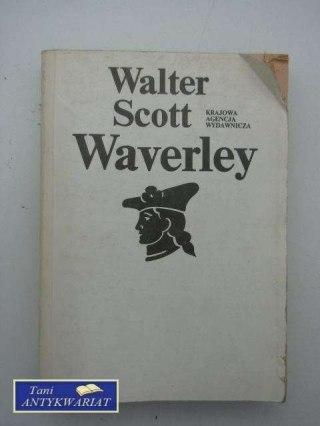 Walter
Scott
KRAJOWA
AGENCJA
WYDAWNICZA
Waverley
Tani
ANTYKWARIAT